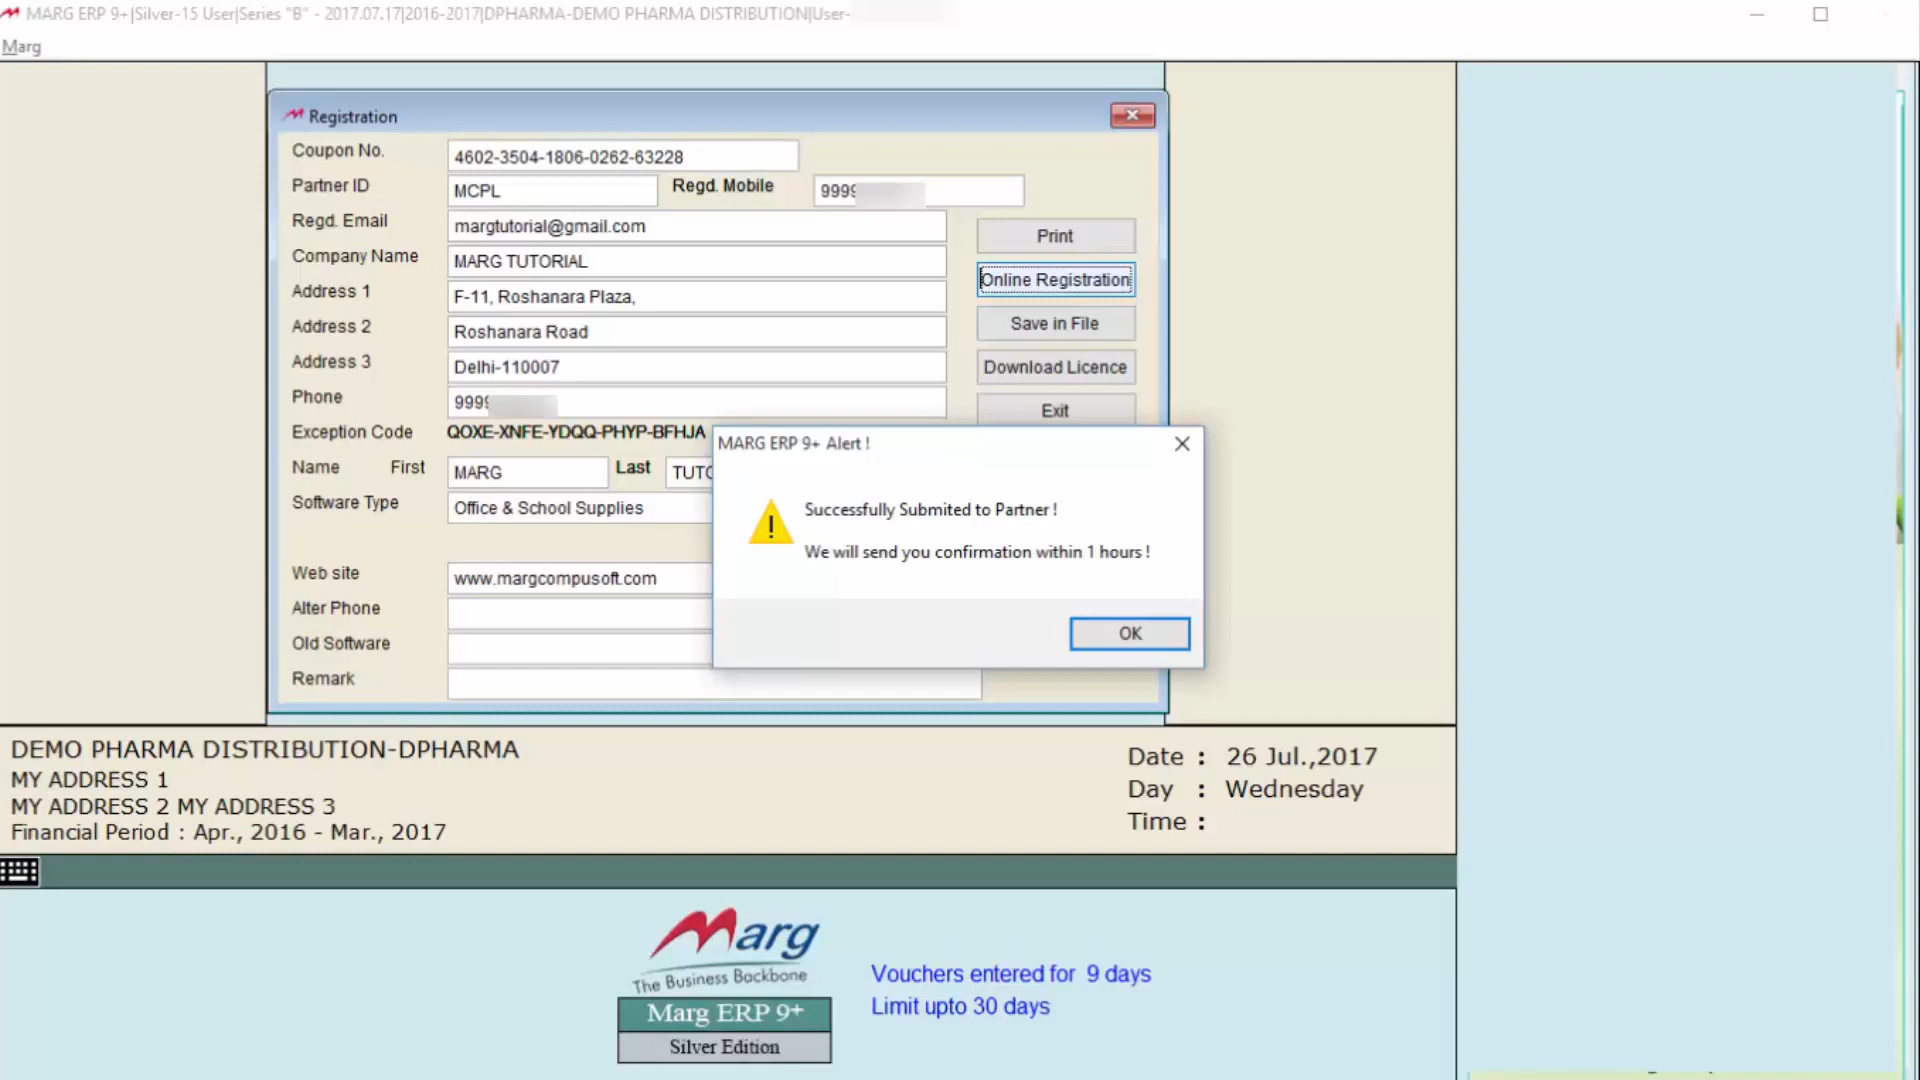 MARG ERP 9+|Silver-15 User|Series "B" - 2017.07.17|2016-2017|DPHARMA-DEMO PHARMA DISTRIBUTION|User-
Marg
Registration
Coupon No. 4602-3504-1806-0262-63228
Partner ID MCPL Regd. Mobile 9999
Regd. Email margtutorial@gmail.com
Print
Company Name MARG TUTORIAL
Online Registration
Address 1 F-11, Roshanara Plaza,
Address 2 Roshanara Road
Save in File
Address 3 Delhi-110007
Download Licence
Phone 9999
Exit
Exception Code QOXE-XNFE-YDQQ-PHYP-BFHJA
MARG ERP 9+ Alert !
Name First MARG Last TUTO
Software Type Office & School Supplies
Successfully Submited to Partner !
We will send you confirmation within 1 hours !
Web site www.margcompusoft.com
Alter Phone
OK
Old Software
Remark
DEMO PHARMA DISTRIBUTION-DPHARMA
MY ADDRESS 1
MY ADDRESS 2 MY ADDRESS 3
Financial Period : Apr., 2016 - Mar., 2017
Date : 26 Jul.,2017
Day : Wednesday
Time :
Marg
The Business Backbone
Marg ERP 9+
Silver Edition
Vouchers entered for 9 days
Limit upto 30 days